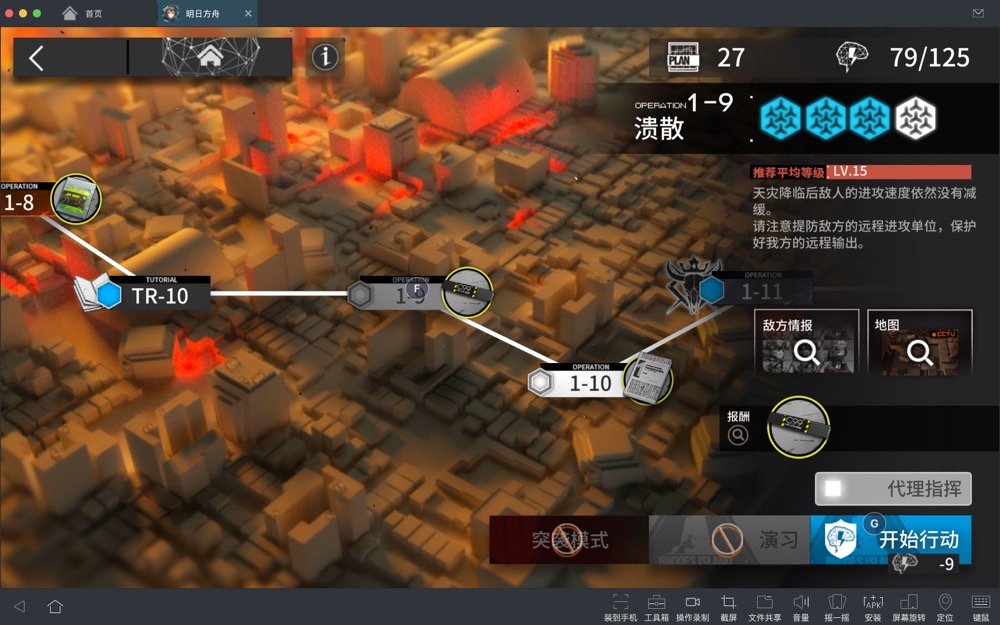 首页
明日方舟
PLAN
27
79/125
OPERATION 1-9
溃散
推荐平均等级 LV.15
天灾降临后敌人的进攻速度依然没有减
缓。
请注意提防敌方的远程进攻单位，保护
好我方的远程输出。
OPERATION
1-8
TUTORIAL
TR-10
OPERATION
1-9
F
OPERATION
1-10
OPERATION
1-11
敌方情报
地图
CCTV
报酬
代理指挥
突袭模式
演习
G
开始行动
-9
RHODES ISLAND
装到手机
工具箱
操作录制
截屏
文件共享
音量
摇一摇
APK
安装
屏幕旋转
定位
键鼠